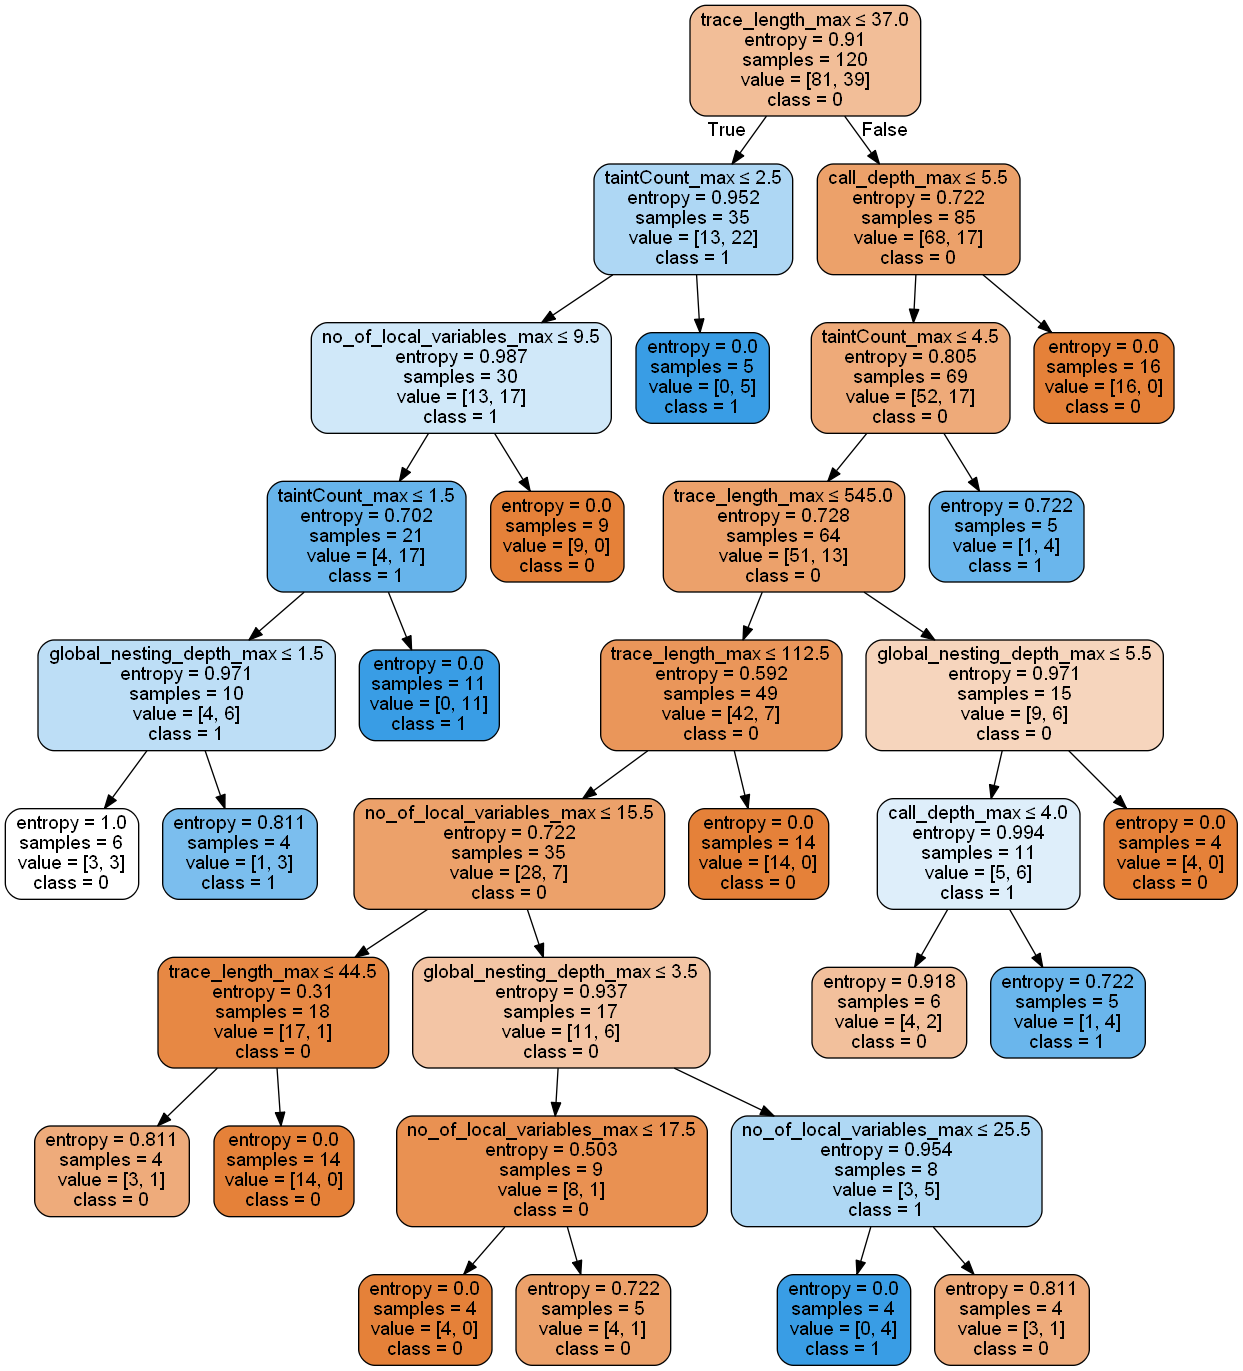 trace_length_max ≤ 37.0
entropy = 0.91
samples = 120
value = [81, 39]
class = 0
True
False
taintCount_max ≤ 2.5
entropy = 0.952
samples = 35
value = [13, 22]
class = 1
call_depth_max ≤ 5.5
entropy = 0.722
samples = 85
value = [68, 17]
class = 0
no_of_local_variables_max ≤ 9.5
entropy = 0.987
samples = 30
value = [13, 17]
class = 1
entropy = 0.0
samples = 5
value = [0, 5]
class = 1
taintCount_max ≤ 4.5
entropy = 0.805
samples = 69
value = [52, 17]
class = 0
entropy = 0.0
samples = 16
value = [16, 0]
class = 0
taintCount_max ≤ 1.5
entropy = 0.702
samples = 21
value = [4, 17]
class = 1
entropy = 0.0
samples = 9
value = [9, 0]
class = 0
trace_length_max ≤ 545.0
entropy = 0.728
samples = 64
value = [51, 13]
class = 0
entropy = 0.722
samples = 5
value = [1, 4]
class = 1
global_nesting_depth_max ≤ 1.5
entropy = 0.971
samples = 10
value = [4, 6]
class = 1
entropy = 0.0
samples = 11
value = [0, 11]
class = 1
trace_length_max ≤ 112.5
entropy = 0.592
samples = 49
value = [42, 7]
class = 0
global_nesting_depth_max ≤ 5.5
entropy = 0.971
samples = 15
value = [9, 6]
class = 0
entropy = 1.0
samples = 6
value = [3, 3]
class = 0
entropy = 0.811
samples = 4
value = [1, 3]
class = 1
no_of_local_variables_max ≤ 15.5
entropy = 0.722
samples = 35
value = [28, 7]
class = 0
entropy = 0.0
samples = 14
value = [14, 0]
class = 0
call_depth_max ≤ 4.0
entropy = 0.994
samples = 11
value = [5, 6]
class = 1
entropy = 0.0
samples = 4
value = [4, 0]
class = 0
trace_length_max ≤ 44.5
entropy = 0.31
samples = 18
value = [17, 1]
class = 0
global_nesting_depth_max ≤ 3.5
entropy = 0.937
samples = 17
value = [11, 6]
class = 0
entropy = 0.918
samples = 6
value = [4, 2]
class = 0
entropy = 0.722
samples = 5
value = [1, 4]
class = 1
entropy = 0.811
samples = 4
value = [3, 1]
class = 0
entropy = 0.0
samples = 14
value = [14, 0]
class = 0
no_of_local_variables_max ≤ 17.5
entropy = 0.503
samples = 9
value = [8, 1]
class = 0
no_of_local_variables_max ≤ 25.5
entropy = 0.954
samples = 8
value = [3, 5]
class = 1
entropy = 0.0
samples = 4
value = [4, 0]
class = 0
entropy = 0.722
samples = 5
value = [4, 1]
class = 0
entropy = 0.0
samples = 4
value = [0, 4]
class = 1
entropy = 0.811
samples = 4
value = [3, 1]
class = 0